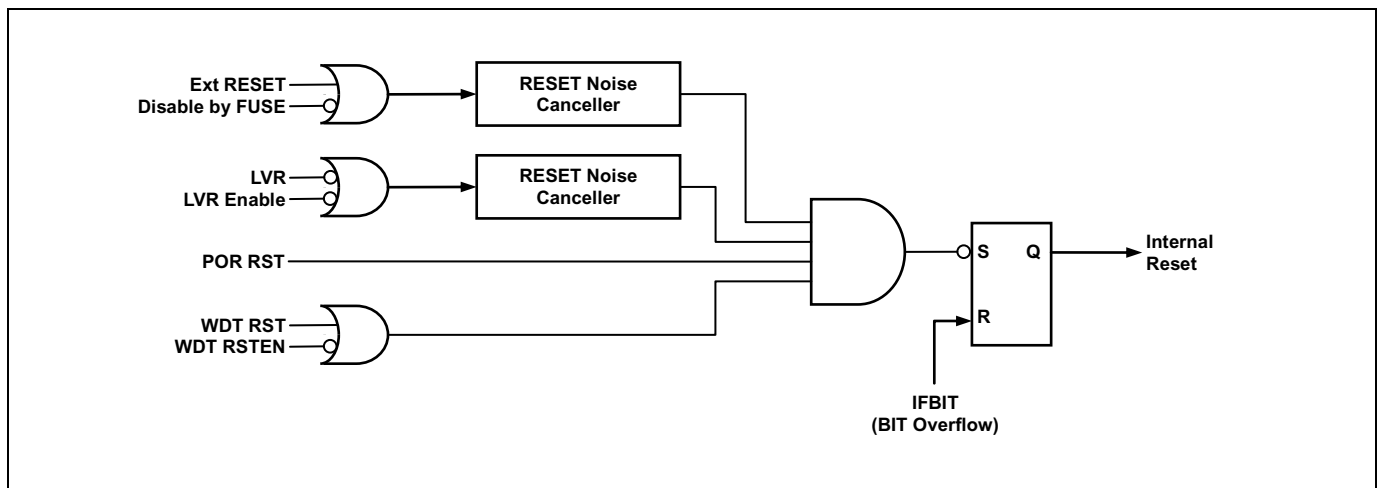 Ext RESET
Disable by FUSE
RESET Noise
Canceller
LVR
LVR Enable
RESET Noise
Canceller
POR RST
WDT RST
WDT RSTEN
S
Q
R
Internal
Reset
IFBIT
(BIT Overflow)